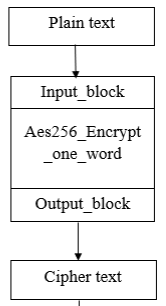 Plain text
Input_block
Aes256_Encrypt
_one_word
Output_block
Cipher text